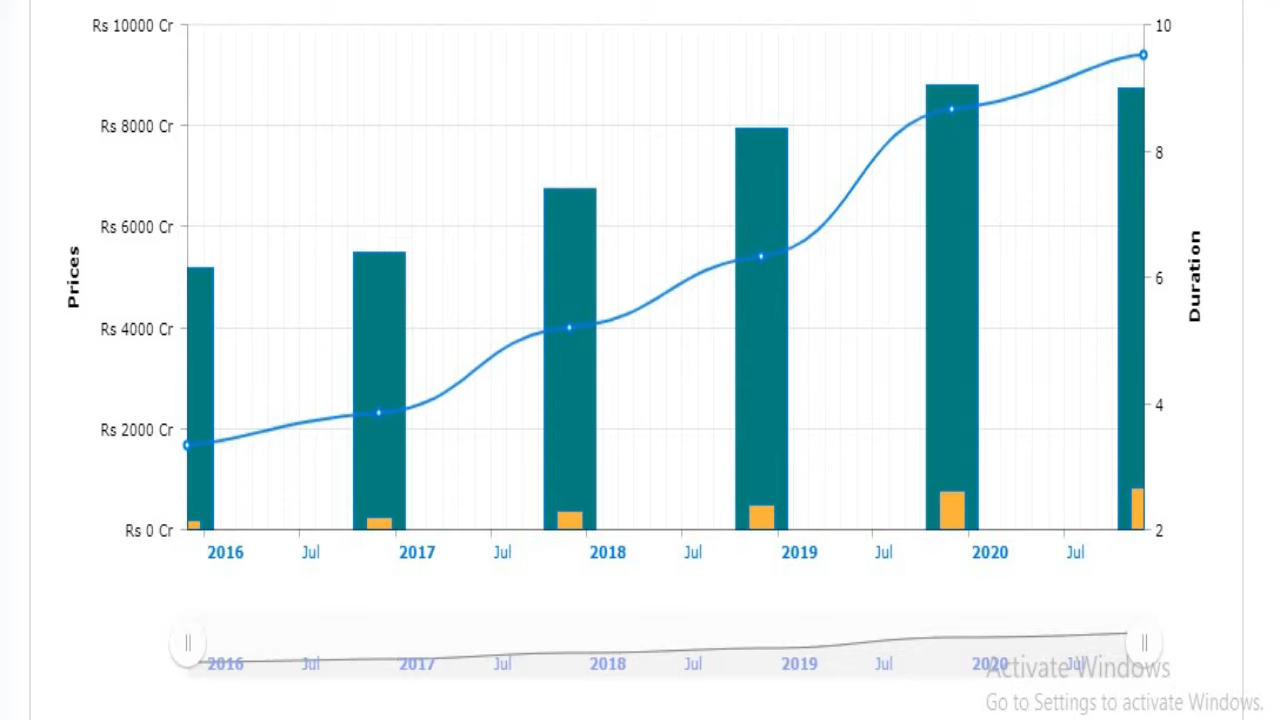 Rs 10000 Cr
10
Rs 8000 Cr
8
Rs 6000 Cr
Prices
Duration
6
Rs 4000 Cr
4
Rs 2000 Cr
Rs 0 Cr
2
2016 Jul 2017 Jul 2018 Jul 2019 Jul 2020 Jul
2016 Jul 2017 Jul 2018 Jul 2019 Jul 2020 Jul
Activate Windows
Go to Settings to activate Windows.